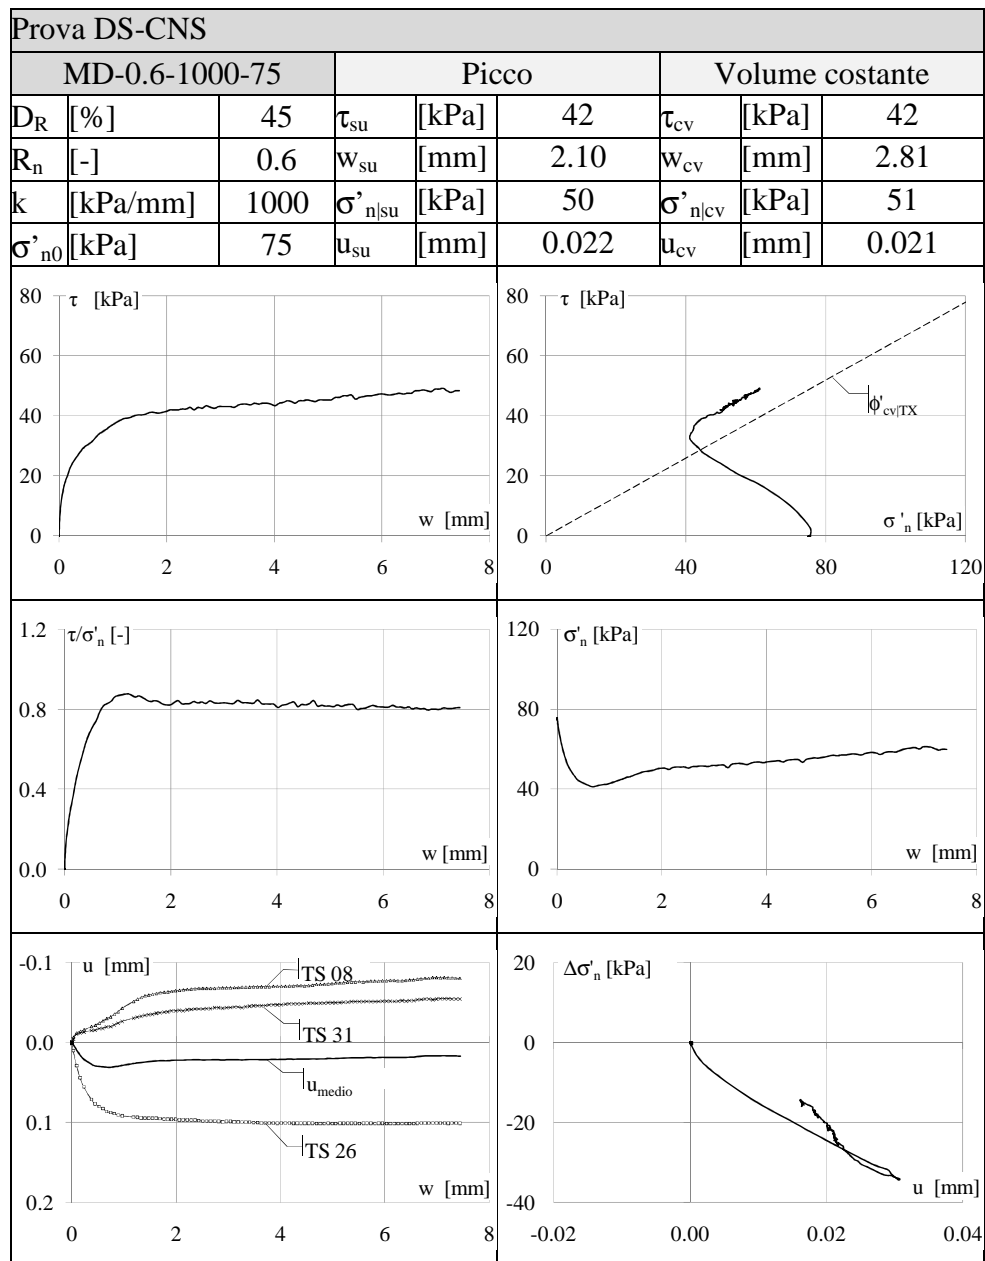 Prova DS-CNS
MD-0.6-1000-75 Picco Volume costante
D_R [%] 45 τ_su [kPa] 42 τ_cv [kPa] 42
R_n [-] 0.6 w_su [mm] 2.10 w_cv [mm] 2.81
k [kPa/mm] 1000 σ'_n|su [kPa] 50 σ'_n|cv [kPa] 51
σ'_n0 [kPa] 75 u_su [mm] 0.022 u_cv [mm] 0.021
τ [kPa]
80
60
40
20
0
0 2 4 6 8
w [mm]
τ [kPa]
80
60
40
20
0
ϕ'_cv|TX
0 40 80 120
σ'_n [kPa]
τ/σ'_n [-]
1.2
0.8
0.4
0.0
0 2 4 6 8
w [mm]
σ'_n [kPa]
120
80
40
0
0 2 4 6 8
w [mm]
u [mm]
-0.1
0.0
0.1
0.2
TS 08
TS 31
u_medio
TS 26
w [mm]
0 2 4 6 8
Δσ'_n [kPa]
20
0
-20
-40
u [mm]
-0.02 0.00 0.02 0.04